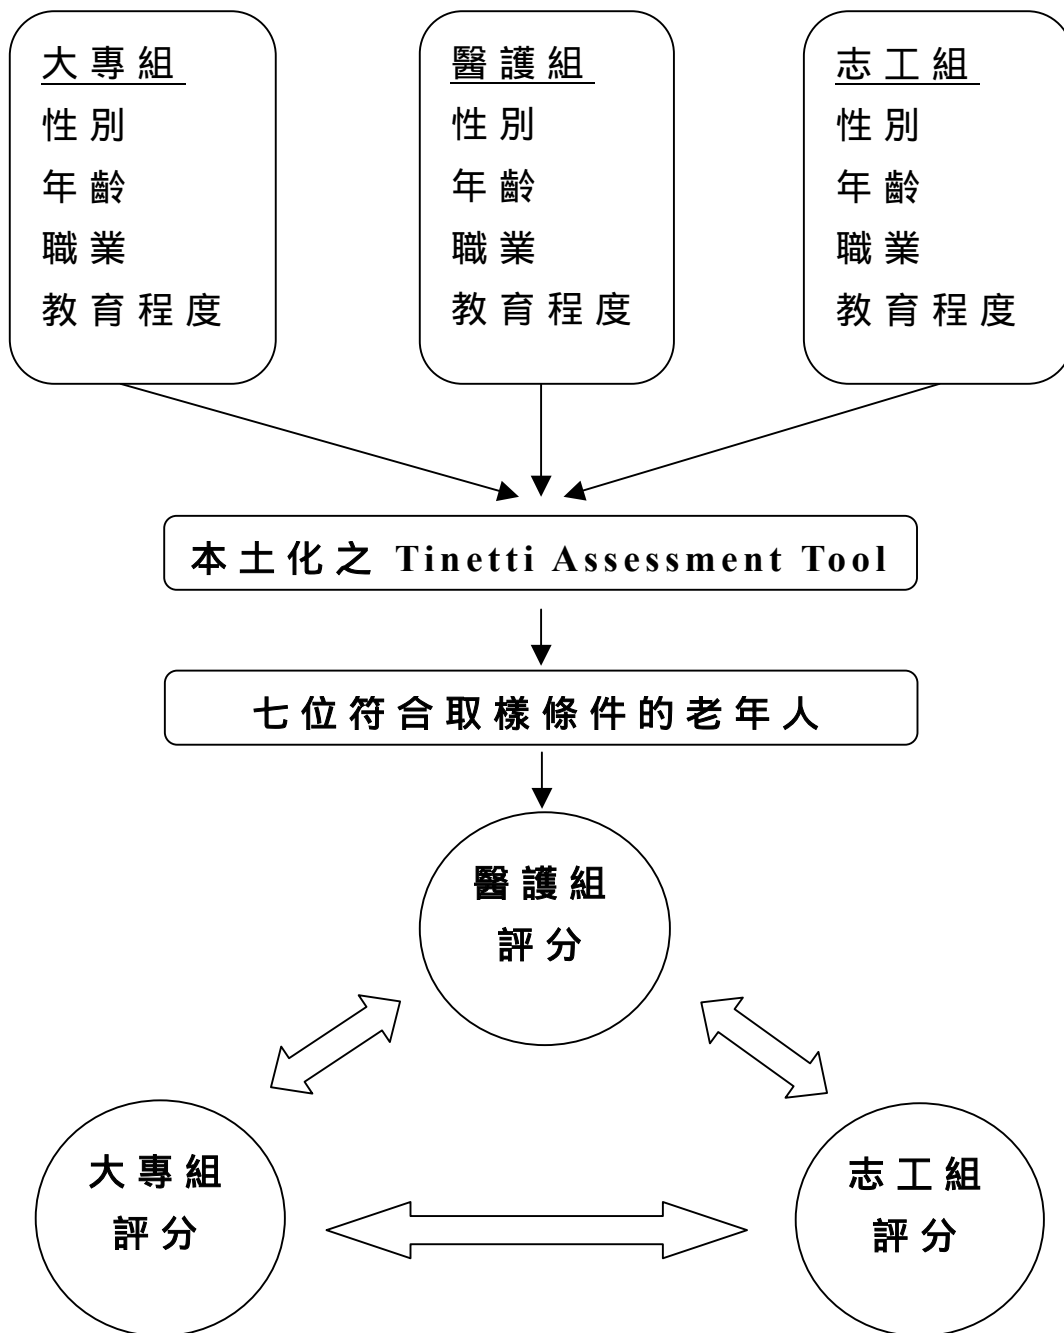 大專組
性別
年齡
職業
教育程度
醫護組
性別
年齡
職業
教育程度
志工組
性別
年齡
職業
教育程度
本土化之 Tinetti Assessment Tool
七位符合取樣條件的老年人
醫護組
評分
大專組
評分
志工組
評分